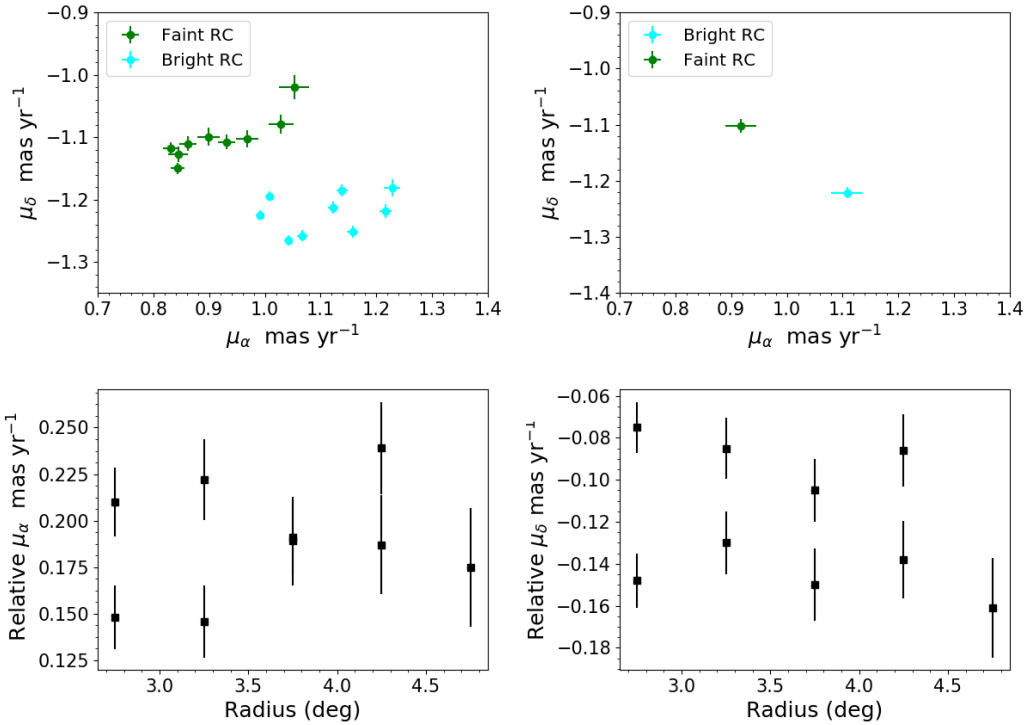 −0.9
−1.0
−1.1
−1.2
−1.3
μδ mas yr⁻¹
Faint RC
Bright RC
0.7 0.8 0.9 1.0 1.1 1.2 1.3 1.4
μα mas yr⁻¹
−0.9
−1.0
−1.1
−1.2
−1.3
−1.4
μδ mas yr⁻¹
Bright RC
Faint RC
0.7 0.8 0.9 1.0 1.1 1.2 1.3 1.4
μα mas yr⁻¹
0.250
0.225
0.200
0.175
0.150
0.125
Relative μα mas yr⁻¹
3.0 3.5 4.0 4.5
Radius (deg)
−0.06
−0.08
−0.10
−0.12
−0.14
−0.16
−0.18
Relative μδ mas yr⁻¹
3.0 3.5 4.0 4.5
Radius (deg)